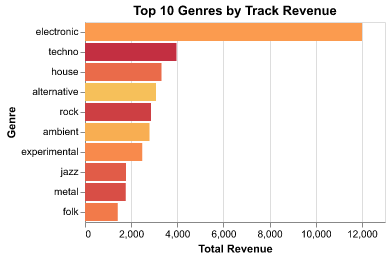 Top 10 Genres by Track Revenue
electronic
techno
house
alternative
rock
ambient
experimental
jazz
metal
folk
Genre
0 2,000 4,000 6,000 8,000 10,000 12,000
Total Revenue